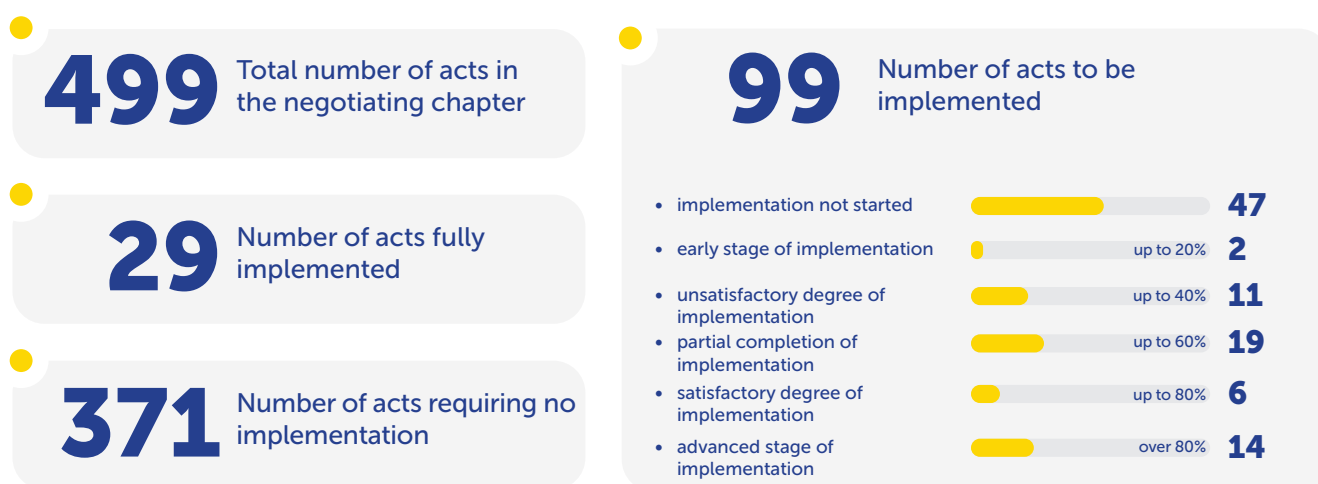 499
Total number of acts in
the negotiating chapter
29
Number of acts fully
implemented
371
Number of acts requiring no
implementation
99
Number of acts to be
implemented
• implementation not started 47
• early stage of implementation up to 20% 2
• unsatisfactory degree of
implementation up to 40% 11
• partial completion of
implementation up to 60% 19
• satisfactory degree of
implementation up to 80% 6
• advanced stage of
implementation over 80% 14